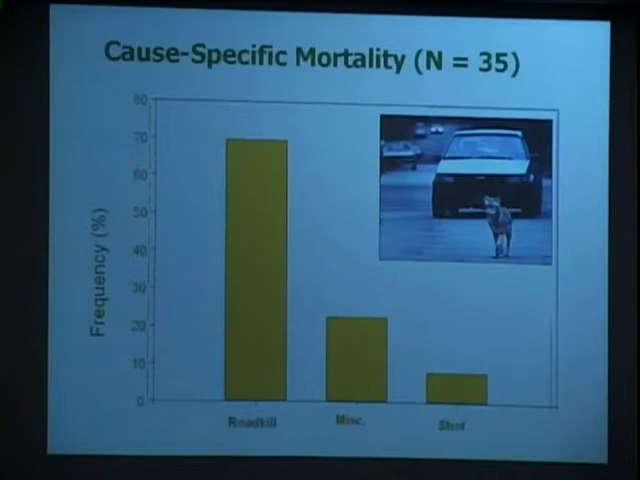 Cause-Specific Mortality (N = 35)
80
70
60
50
40
30
20
10
0
Frequency (%)
Roadkill
Misc.
Shot